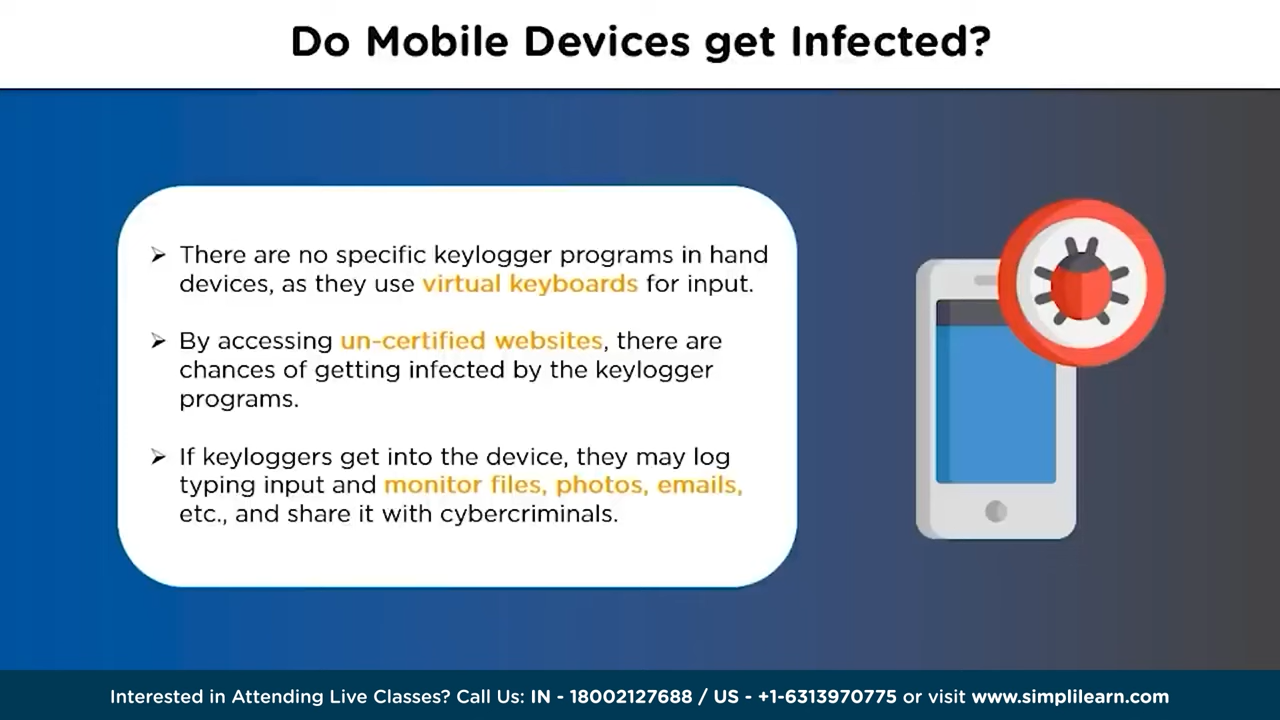 Do Mobile Devices get Infected?
There are no specific keylogger programs in hand
devices, as they use virtual keyboards for input.
By accessing un-certified websites, there are
chances of getting infected by the keylogger
programs.
If keyloggers get into the device, they may log
typing input and monitor files, photos, emails,
etc., and share it with cybercriminals.
Interested in Attending Live Classes? Call Us: IN - 18002127688 / US - +1-6313970775 or visit www.simplilearn.com